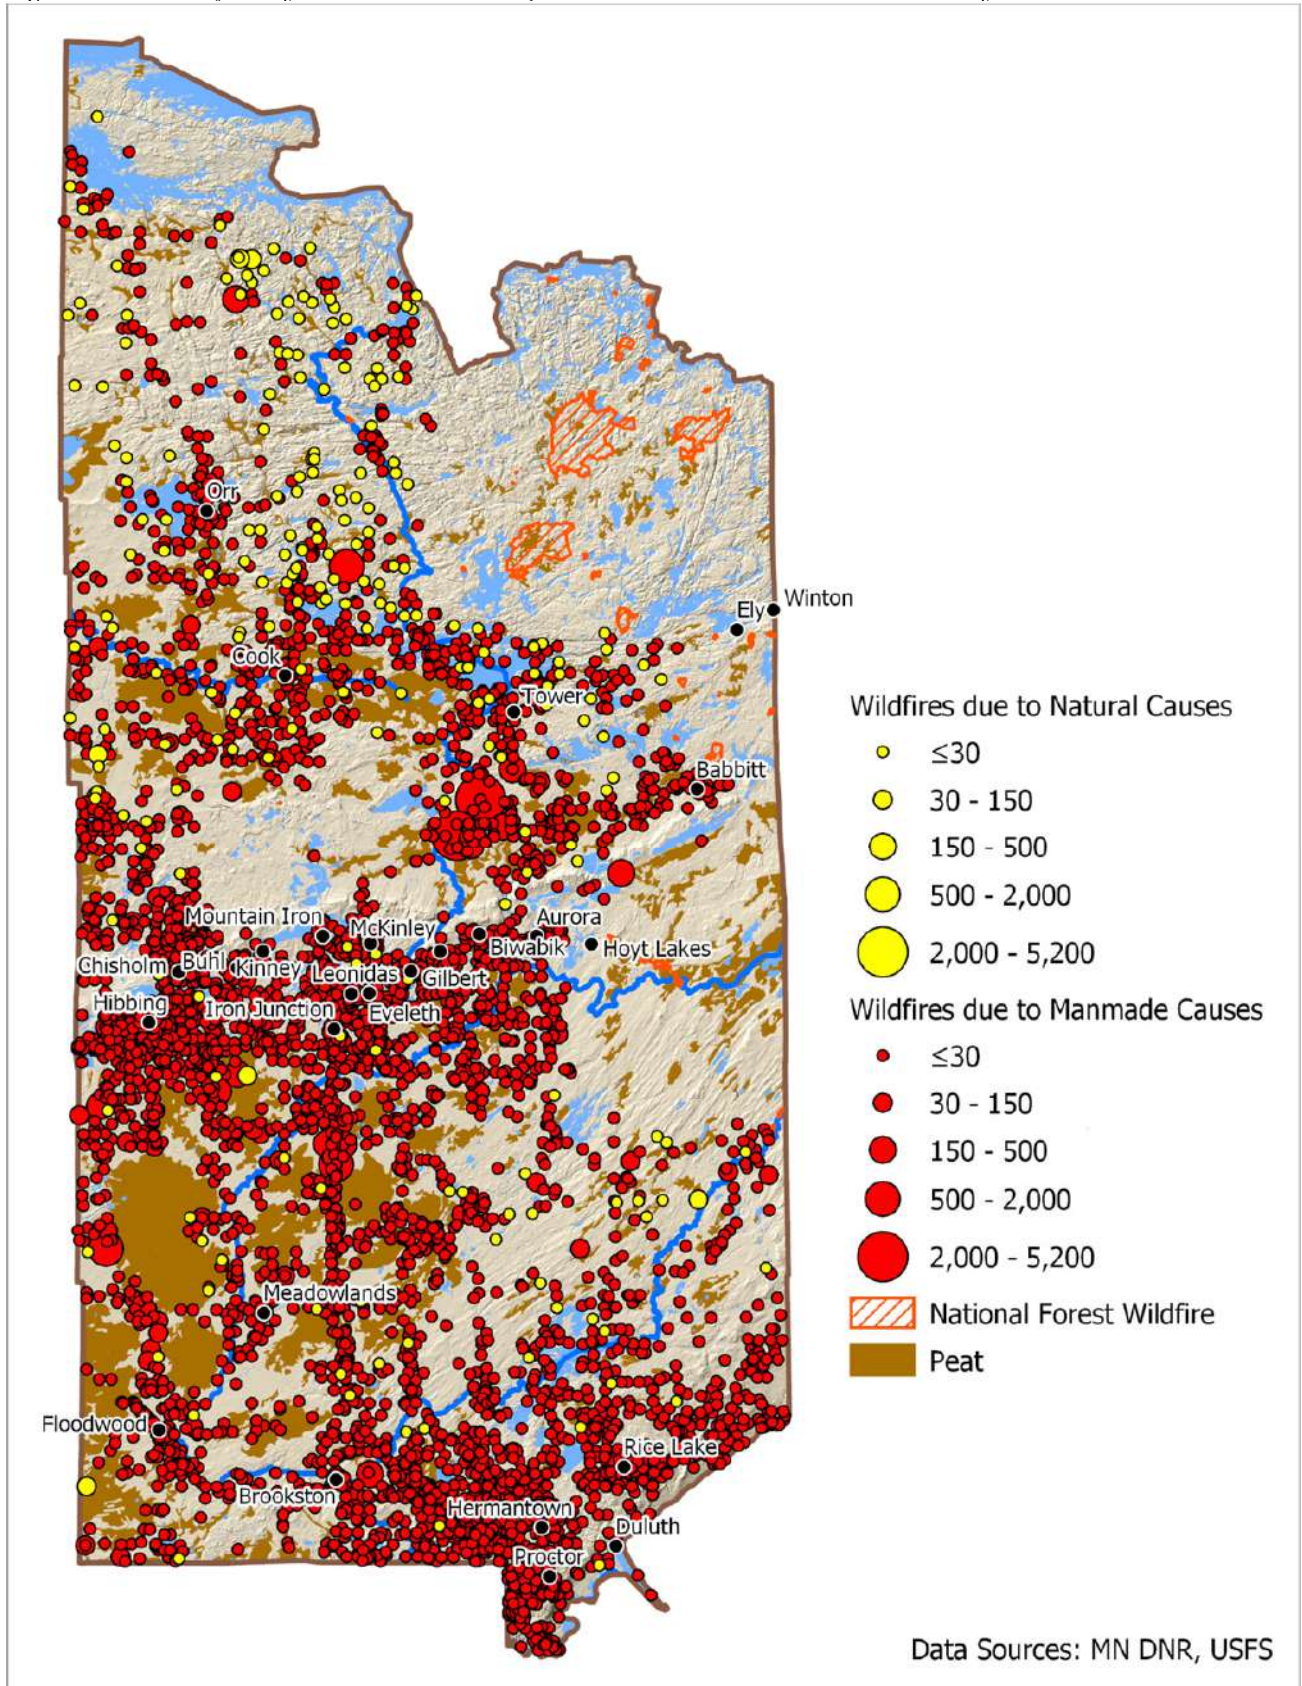 Orr
Winton
Ely
Cook
Tower
Babbitt
Mountain Iron
McKinley
Aurora
Biwabik
Hoyt Lakes
Chisholm
Buhl
Kinney
Leonidas
Gilbert
Hibbing
Iron Junction
Eveleth
Meadowlands
Floodwood
Rice Lake
Brookston
Hermantown
Duluth
Proctor
Wildfires due to Natural Causes
≤30
30 - 150
150 - 500
500 - 2,000
2,000 - 5,200
Wildfires due to Manmade Causes
≤30
30 - 150
150 - 500
500 - 2,000
2,000 - 5,200
National Forest Wildfire
Peat
Data Sources: MN DNR, USFS